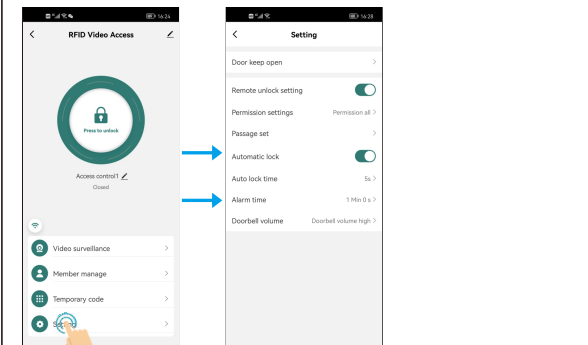 16:24
RFID Video Access
Press to unlock
Access control1
Closed
Video surveillance
Member manage
Temporary code
16:28
Setting
Door keep open
Remote unlock setting
Permission settings Permission all
Passage set
Automatic lock
Auto lock time 5s
Alarm time 1 Min 0 s
Doorbell volume Doorbell volume high